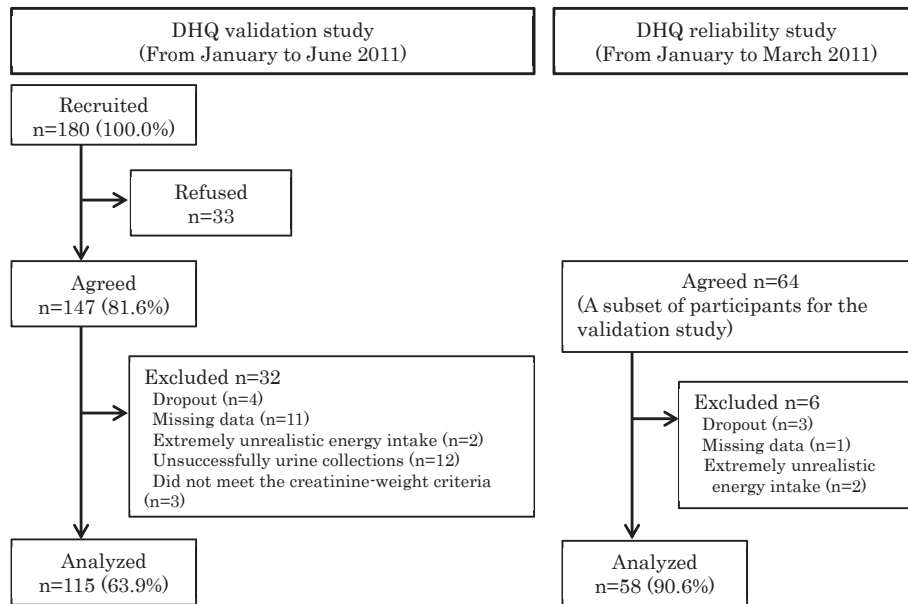 DHQ validation study
(From January to June 2011)
DHQ reliability study
(From January to March 2011)
Recruited
n=180 (100.0%)
Refused
n=33
Agreed
n=147 (81.6%)
Agreed n=64
(A subset of participants for the
validation study)
Excluded n=32
Dropout (n=4)
Missing data (n=11)
Extremely unrealistic energy intake (n=2)
Unsuccessfully urine collections (n=12)
Did not meet the creatinine-weight criteria
(n=3)
Excluded n=6
Dropout (n=3)
Missing data (n=1)
Extremely unrealistic
energy intake (n=2)
Analyzed
n=115 (63.9%)
Analyzed
n=58 (90.6%)